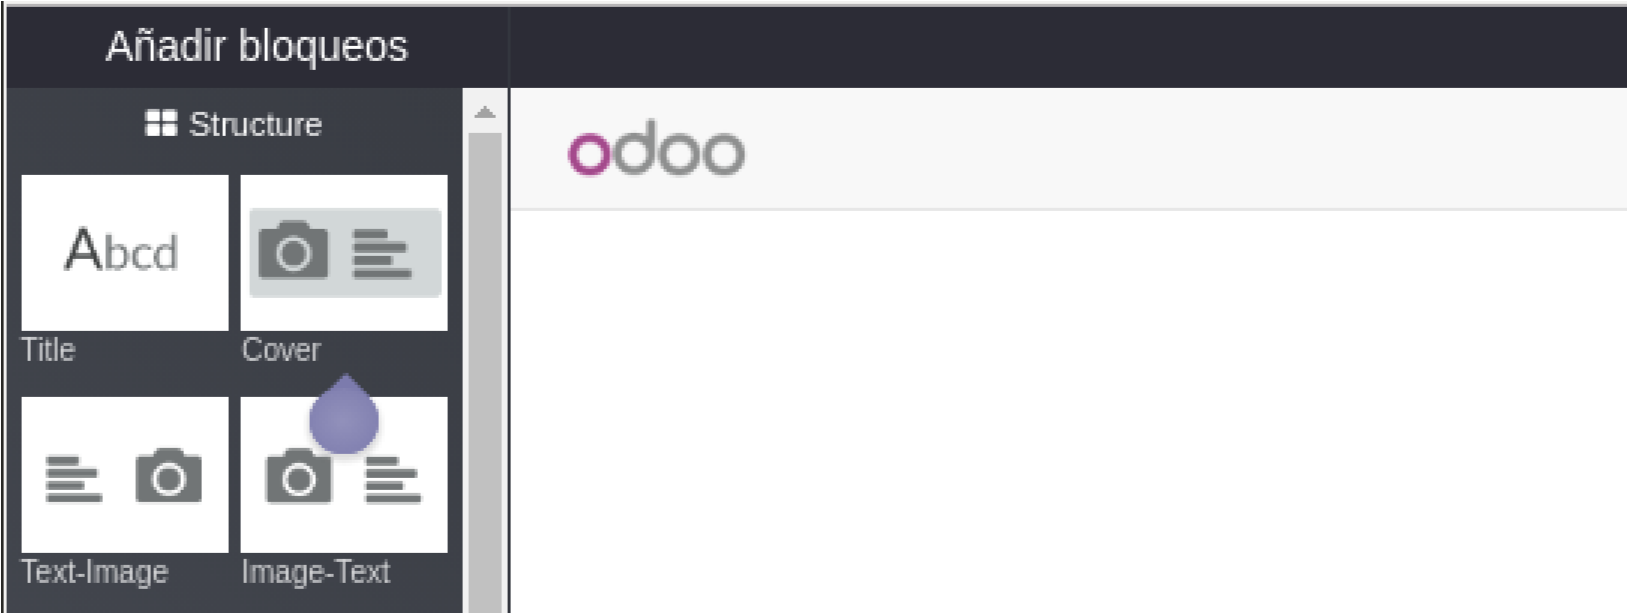 Añadir bloqueos
Structure
odoo
Abcd
Title
Cover
Text-Image
Image-Text